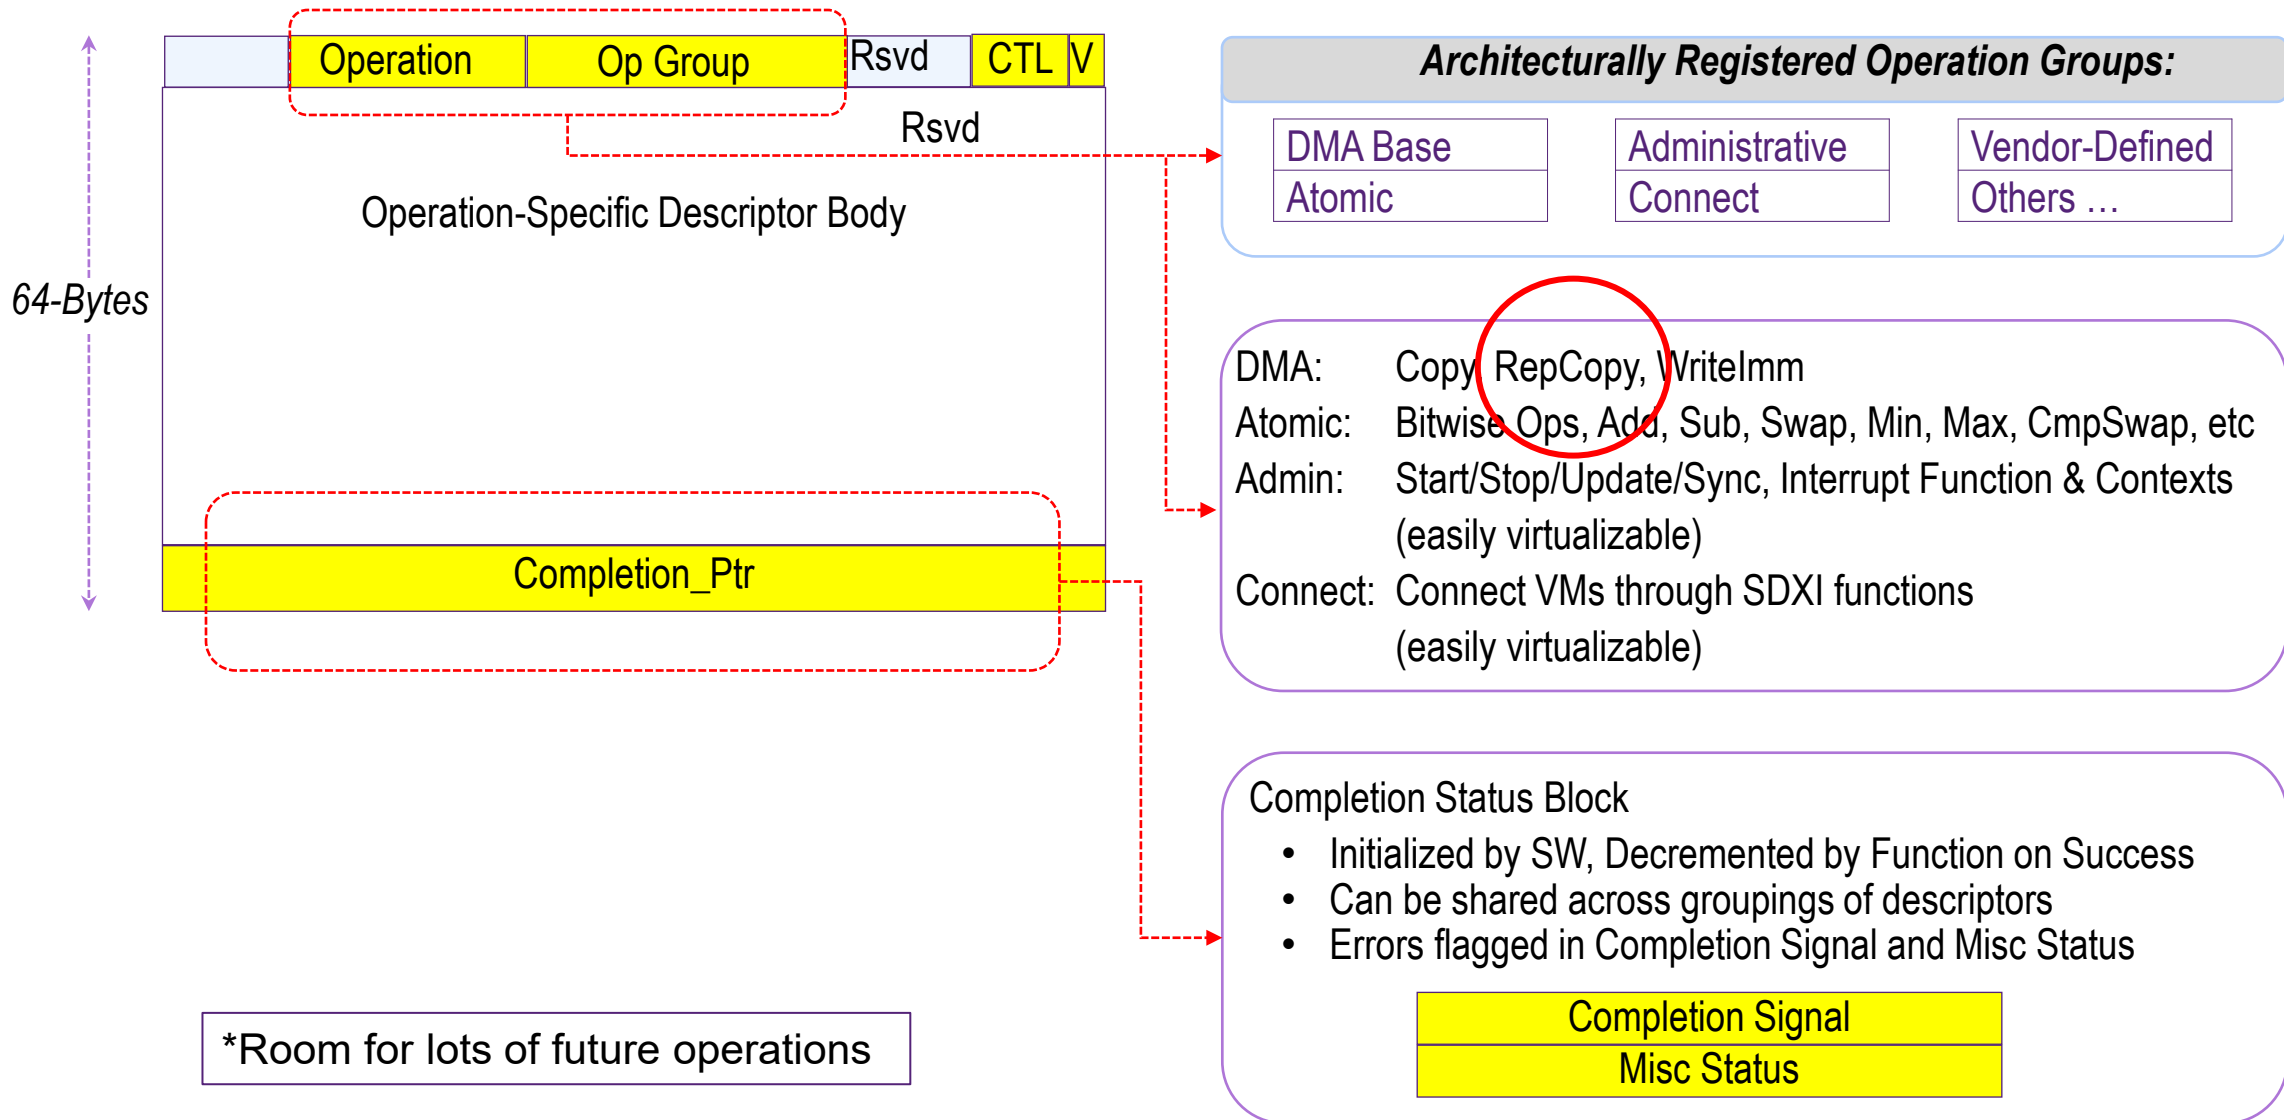 Operation Op Group Rsvd CTL V
Rsvd
Operation-Specific Descriptor Body
64-Bytes
Completion_Ptr
*Room for lots of future operations
Architecturally Registered Operation Groups:
DMA Base Administrative Vendor-Defined
Atomic Connect Others …
DMA: Copy RepCopy, WriteImm
Atomic: Bitwise Ops, Add, Sub, Swap, Min, Max, CmpSwap, etc
Admin: Start/Stop/Update/Sync, Interrupt Function & Contexts
(easily virtualizable)
Connect: Connect VMs through SDXI functions
(easily virtualizable)
Completion Status Block
• Initialized by SW, Decremented by Function on Success
• Can be shared across groupings of descriptors
• Errors flagged in Completion Signal and Misc Status
Completion Signal
Misc Status